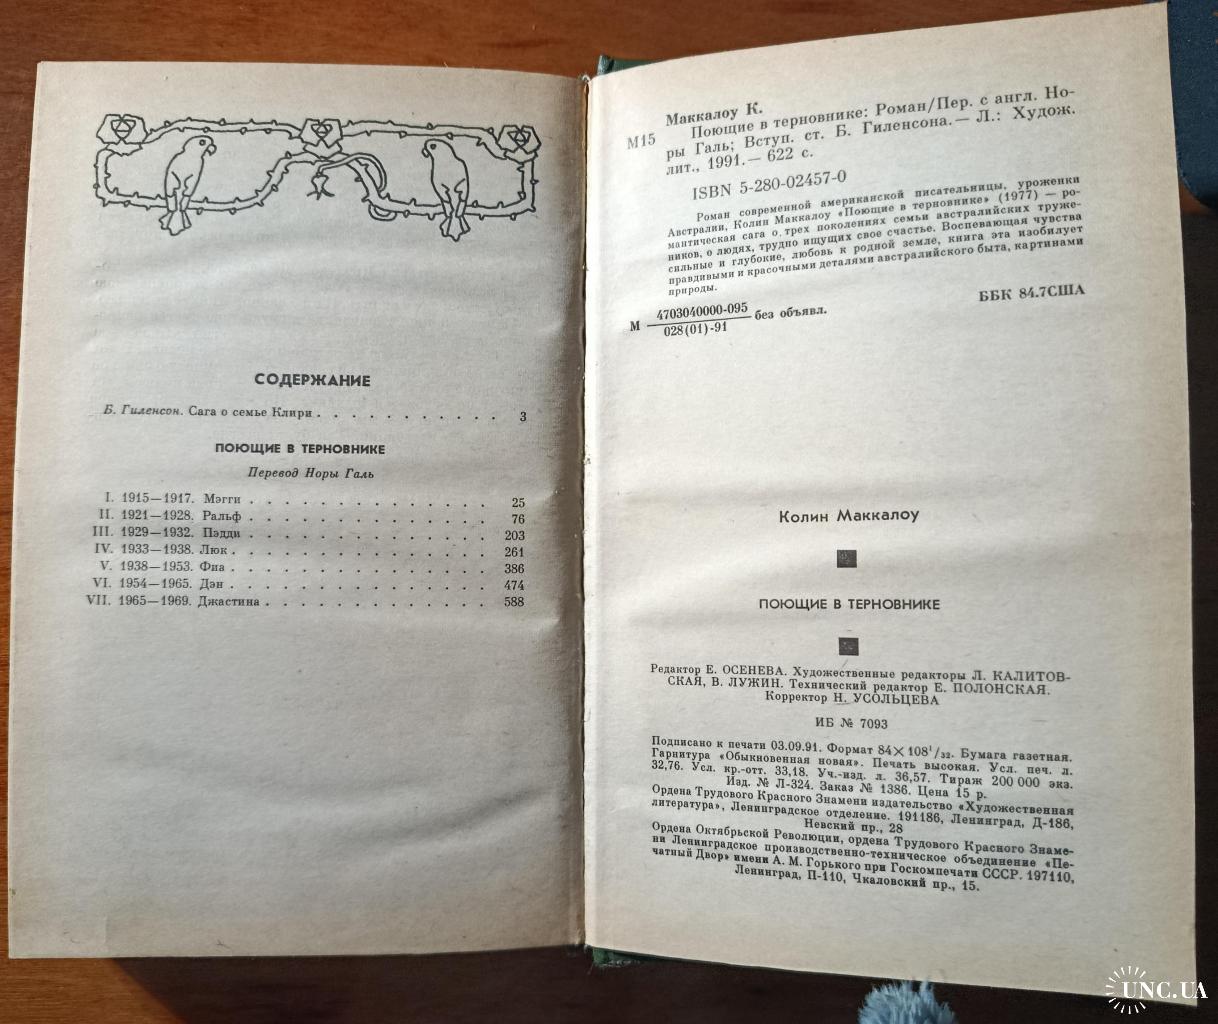 СОДЕРЖАНИЕ
Б. Гиленсон. Сага о семье Клири . . . . . . . . . . . 3
ПОЮЩИЕ В ТЕРНОВНИКЕ
Перевод Норы Галь
I. 1915—1917. Мэгги . . . . . . . . . . . . 25
II. 1921—1928. Ральф . . . . . . . . . . . . 76
III. 1929—1932. Пэдди . . . . . . . . . . . . 203
IV. 1933—1938. Люк . . . . . . . . . . . . 261
V. 1938—1953. Фиа . . . . . . . . . . . . 386
VI. 1954—1965. Дэн . . . . . . . . . . . . 474
VII. 1965—1969. Джастина . . . . . . . . . . . 588
Маккалоу К.
М15 Поющие в терновнике: Роман/Пер. с англ. Но-
ры Галь; Вступ. ст. Б. Гиленсона.— Л.: Худож.
лит., 1991.— 622 с.
ISBN 5-280-02457-0
Роман современной американской писательницы, уроженки
Австралии, Колин Маккалоу «Поющие в терновнике» (1977) — ро-
мантическая сага о трех поколениях семьи австралийских труже-
ников, о людях, трудно ищущих свое счастье. Воспевающая чувства
сильные и глубокие, любовь к родной земле, книга эта изобилует
правдивыми и красочными деталями австралийского быта, картинами
природы.
М 4703040000-095 без объявл.
028(01)-91
ББК 84.7США
Колин Маккалоу
ПОЮЩИЕ В ТЕРНОВНИКЕ
Редактор Е. ОСЕНЕВА. Художественные редакторы Л. КАЛИТОВ-
СКАЯ, В. ЛУЖИН. Технический редактор Е. ПОЛОНСКАЯ.
Корректор Н. УСОЛЬЦЕВА
ИБ № 7093
Подписано к печати 03.09.91. Формат 84×108¹/₃₂. Бумага газетная.
Гарнитура «Обыкновенная новая». Печать высокая. Усл. печ. л.
32,76. Усл. кр.-отт. 33,18. Уч.-изд. л. 36,57. Тираж 200 000 экз.
Изд. № Л-324. Заказ № 1386. Цена 15 р.
Ордена Трудового Красного Знамени издательство «Художественная
литература», Ленинградское отделение. 191186, Ленинград, Д-186,
Невский пр., 28
Ордена Октябрьской Революции, ордена Трудового Красного Знаме-
ни Ленинградское производственно-техническое объединение «Пе-
чатный Двор» имени А. М. Горького при Госкомпечати СССР. 197110,
Ленинград, П-110, Чкаловский пр., 15.
UNC.UA